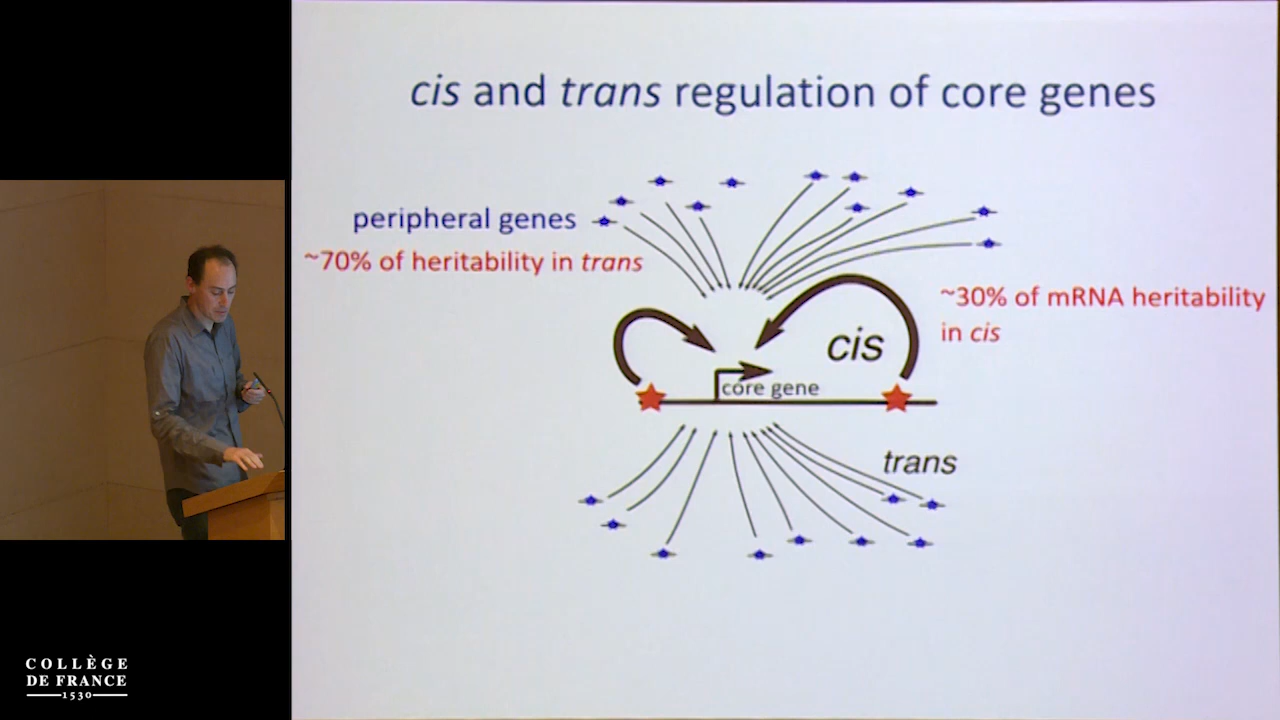 cis and trans regulation of core genes
peripheral genes
~70% of heritability in trans
~30% of mRNA heritability
in cis
cis
core gene
trans
COLLÈGE
DE FRANCE
1530